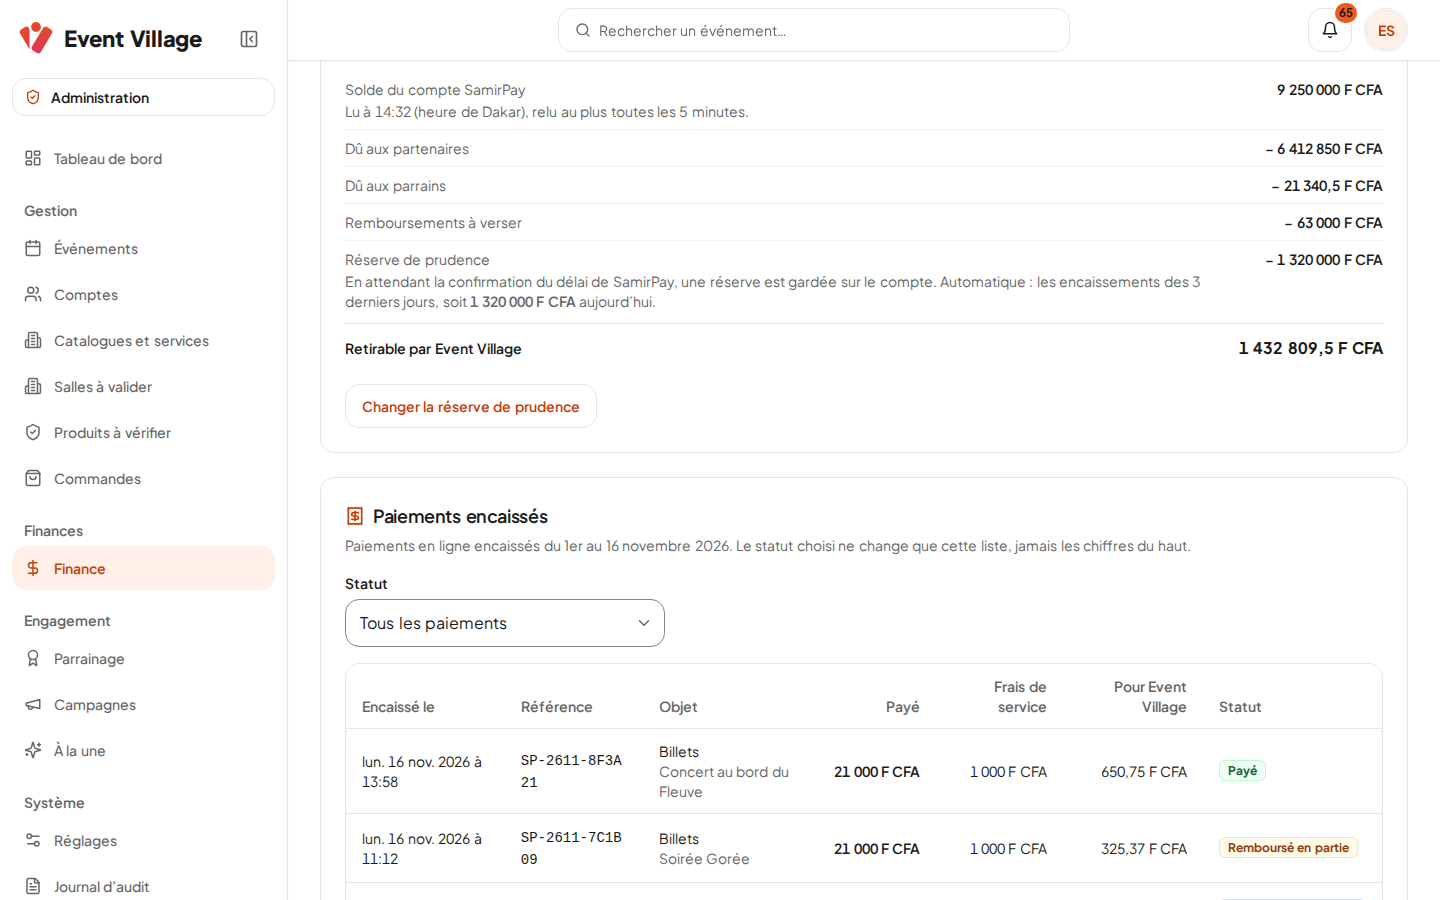 Event Village
Administration
Tableau de bord
Gestion
Événements
Comptes
Catalogues et services
Salles à valider
Produits à vérifier
Commandes
Finances
Finance
Engagement
Parrainage
Campagnes
À la une
Système
Réglages
Journal d'audit
Rechercher un événement…
65
ES
Solde du compte SamirPay 9 250 000 F CFA
Lu à 14:32 (heure de Dakar), relu au plus toutes les 5 minutes.
Dû aux partenaires − 6 412 850 F CFA
Dû aux parrains − 21 340,5 F CFA
Remboursements à verser − 63 000 F CFA
Réserve de prudence − 1 320 000 F CFA
En attendant la confirmation du délai de SamirPay, une réserve est gardée sur le compte. Automatique : les encaissements des 3
derniers jours, soit 1 320 000 F CFA aujourd'hui.
Retirable par Event Village 1 432 809,5 F CFA
Changer la réserve de prudence
Paiements encaissés
Paiements en ligne encaissés du 1er au 16 novembre 2026. Le statut choisi ne change que cette liste, jamais les chiffres du haut.
Statut
Tous les paiements
Encaissé le Référence Objet Payé Frais de service Pour Event Village Statut
lun. 16 nov. 2026 à 13:58 SP-2611-8F3A21 Billets Concert au bord du Fleuve 21 000 F CFA 1 000 F CFA 650,75 F CFA Payé
lun. 16 nov. 2026 à 11:12 SP-2611-7C1B09 Billets Soirée Gorée 21 000 F CFA 1 000 F CFA 325,37 F CFA Remboursé en partie